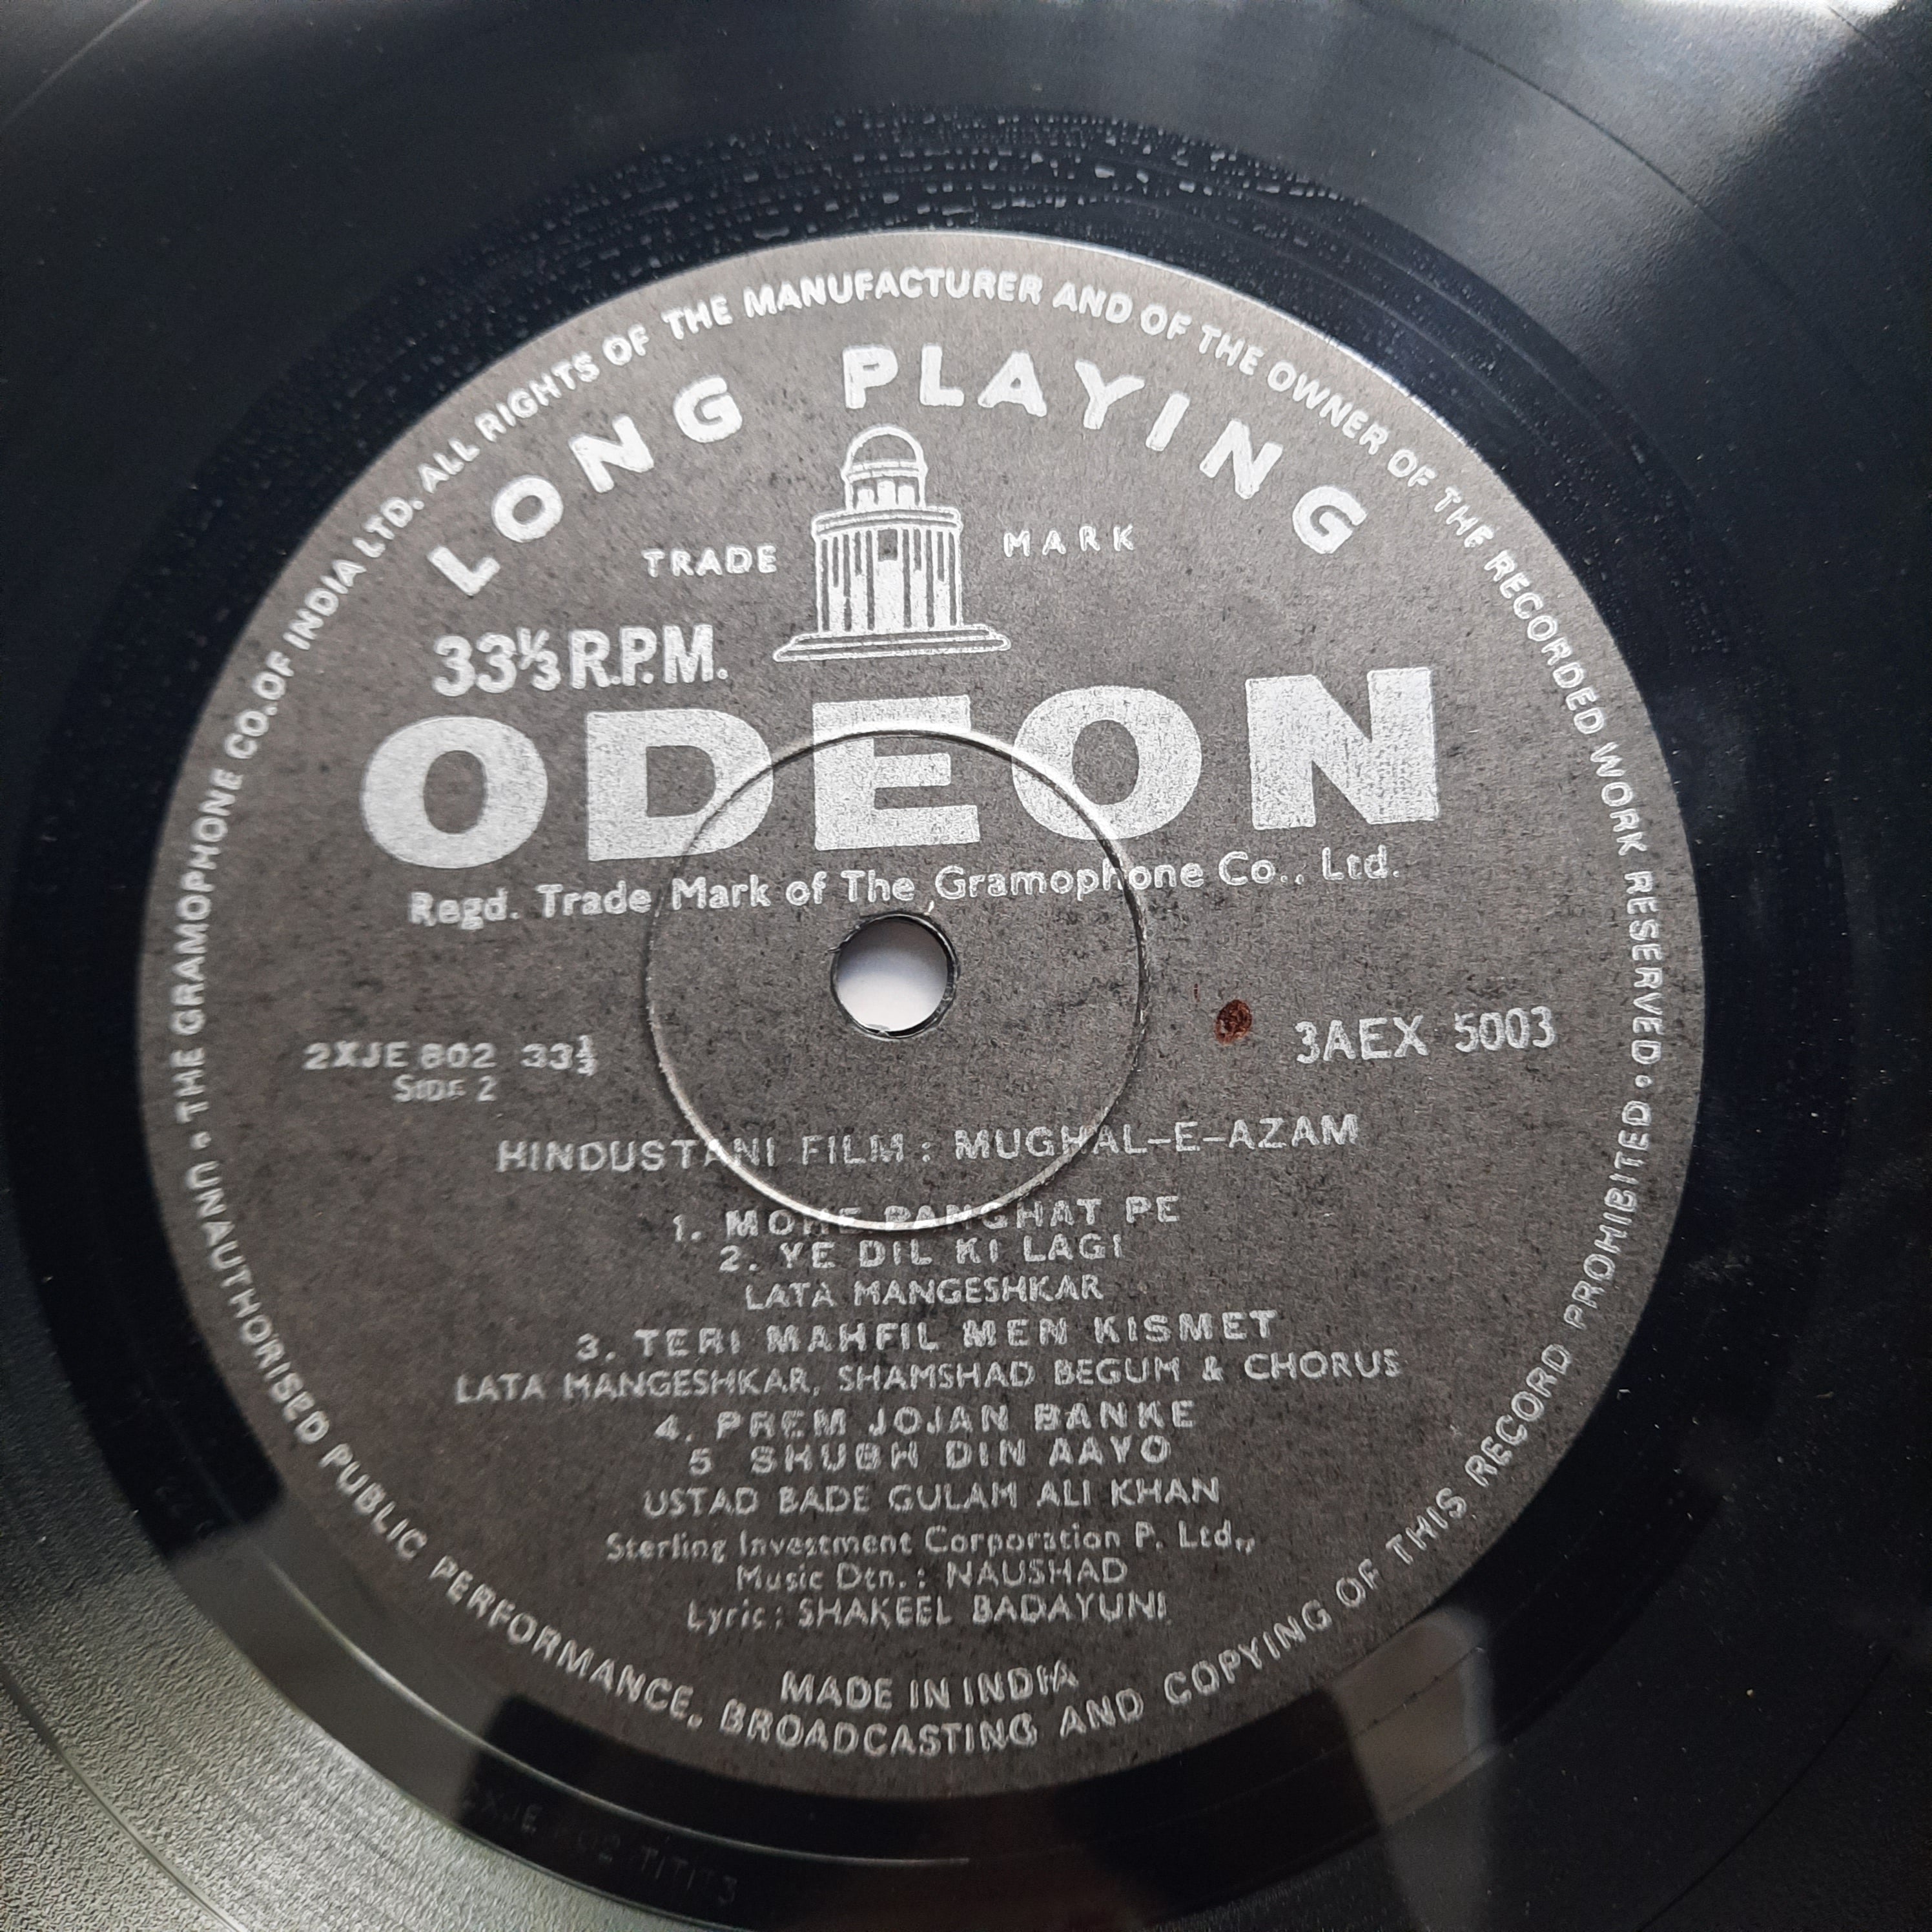 THE GRAMOPHONE CO.OF INDIA LTD. ALL RIGHTS OF THE MANUFACTURER AND OF THE OWNER OF THE RECORDED WORK RESERVED
UNAUTHORISED PUBLIC PERFORMANCE, BROADCASTING AND COPYING OF THIS RECORD PROHIBITED
LONG PLAYING
TRADE MARK
33⅓ R.P.M.
ODEON
Regd. Trade Mark of The Gramophone Co., Ltd.
2XJE 802 33⅓
SIDE 2
3AEX 5003
HINDUSTANI FILM : MUGHAL-E-AZAM
1. MOHE PANGHAT PE
2. YE DIL KI LAGI
LATA MANGESHKAR
3. TERI MAHFIL MEN KISMET
LATA MANGESHKAR, SHAMSHAD BEGUM & CHORUS
4. PREM JOJAN BANKE
5 SHUBH DIN AAYO
USTAD BADE GULAM ALI KHAN
Sterling Investment Corporation P. Ltd.,
Music Dtn. : NAUSHAD
Lyric : SHAKEEL BADAYUNI
MADE IN INDIA